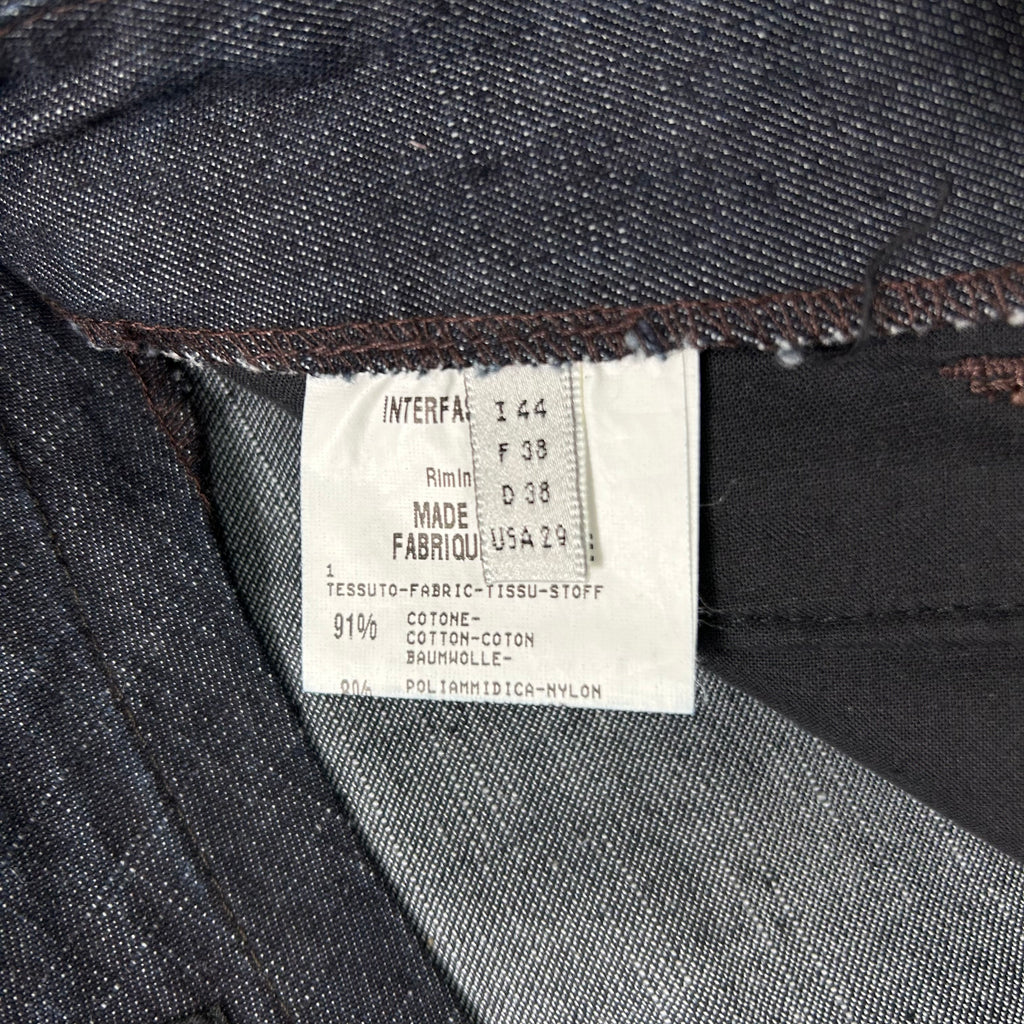 INTERFAS
Rimin
MADE
FABRIQU
I 44
F 38
D 38
USA 29
1
TESSUTO-FABRIC-TISSU-STOFF
91% COTONE-
COTTON-COTON
BAUMWOLLE-
8% POLIAMMIDICA-NYLON